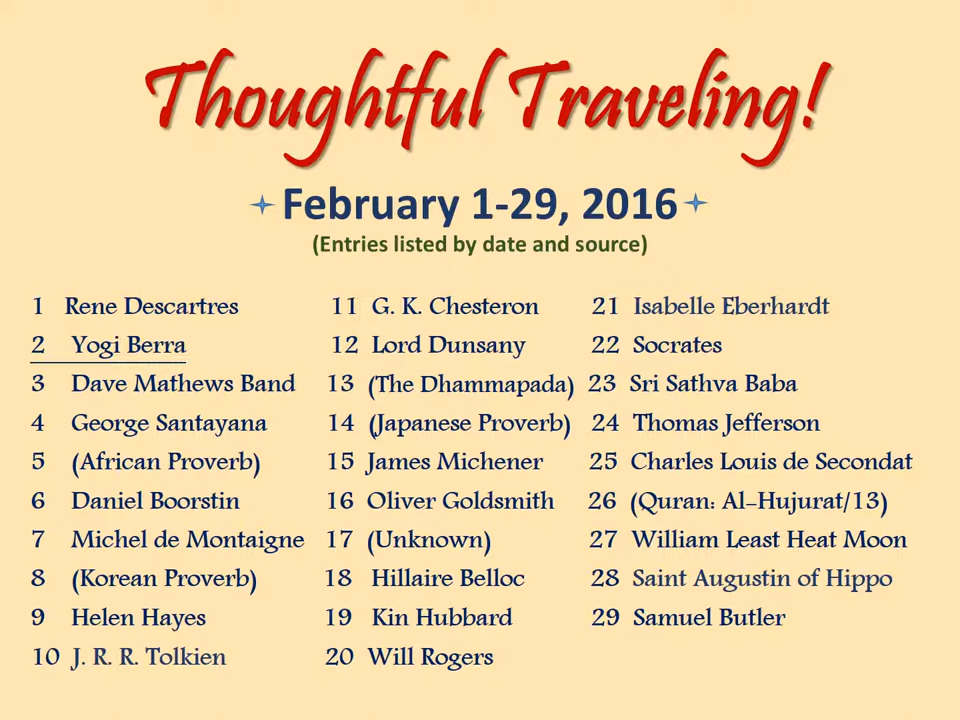 Thoughtful Traveling!
February 1-29, 2016
(Entries listed by date and source)
1 Rene Descartres
2 Yogi Berra
3 Dave Mathews Band
4 George Santayana
5 (African Proverb)
6 Daniel Boorstin
7 Michel de Montaigne
8 (Korean Proverb)
9 Helen Hayes
10 J. R. R. Tolkien
11 G. K. Chesteron
12 Lord Dunsany
13 (The Dhammapada)
14 (Japanese Proverb)
15 James Michener
16 Oliver Goldsmith
17 (Unknown)
18 Hillaire Belloc
19 Kin Hubbard
20 Will Rogers
21 Isabelle Eberhardt
22 Socrates
23 Sri Sathva Baba
24 Thomas Jefferson
25 Charles Louis de Secondat
26 (Quran: Al-Hujurat/13)
27 William Least Heat Moon
28 Saint Augustin of Hippo
29 Samuel Butler